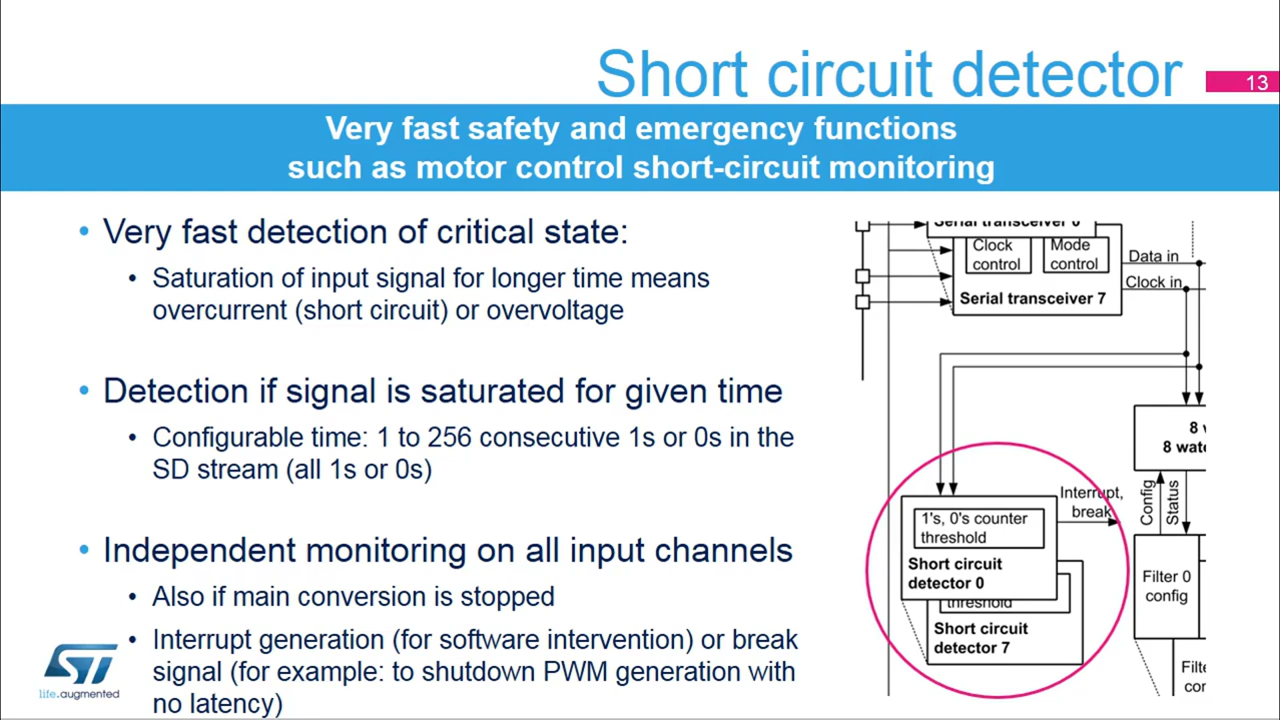 Short circuit detector
13
Very fast safety and emergency functions
such as motor control short-circuit monitoring
• Very fast detection of critical state:
• Saturation of input signal for longer time means
overcurrent (short circuit) or overvoltage
• Detection if signal is saturated for given time
• Configurable time: 1 to 256 consecutive 1s or 0s in the
SD stream (all 1s or 0s)
• Independent monitoring on all input channels
• Also if main conversion is stopped
• Interrupt generation (for software intervention) or break
signal (for example: to shutdown PWM generation with
no latency)
ST
life.augmented
Serial transceiver 0
Clock
control
Mode
control
Serial transceiver 7
Data in
Clock in
8
8
Config
Status
Interrupt,
break
1's, 0's counter
threshold
Short circuit
detector 0
threshold
Short circuit
detector 7
Filter 0
config